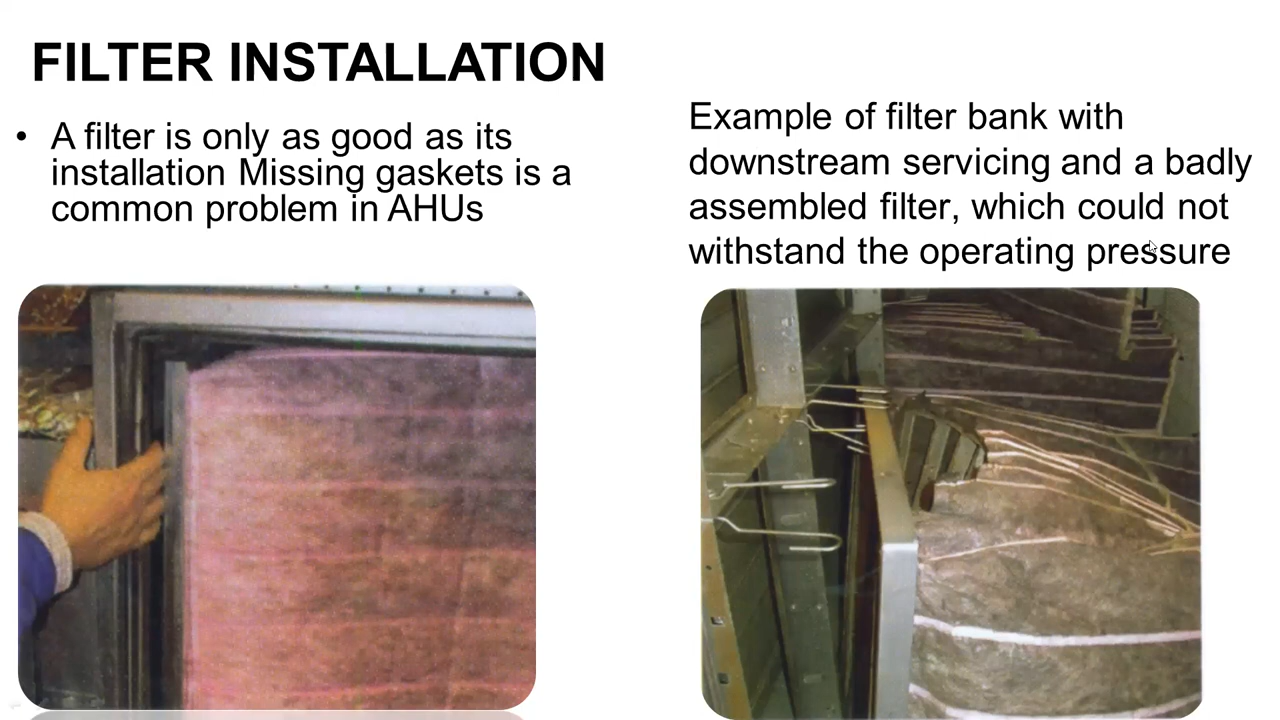 FILTER INSTALLATION
• A filter is only as good as its
installation Missing gaskets is a
common problem in AHUs
Example of filter bank with
downstream servicing and a badly
assembled filter, which could not
withstand the operating pressure